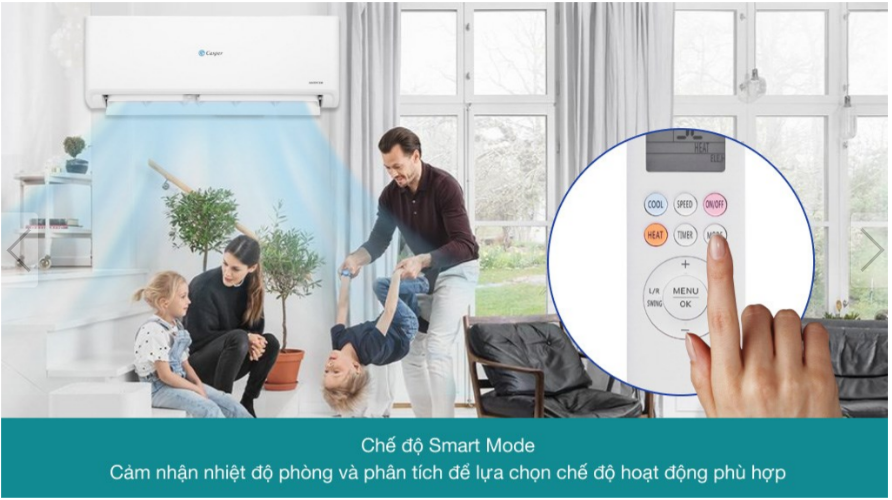 Casper
INVERTER
HEAT
COOL
SPEED
ON/OFF
HEAT
TIMER
L/R
SWING
MENU
OK
Chế độ Smart Mode
Cảm nhận nhiệt độ phòng và phân tích để lựa chọn chế độ hoạt động phù hợp